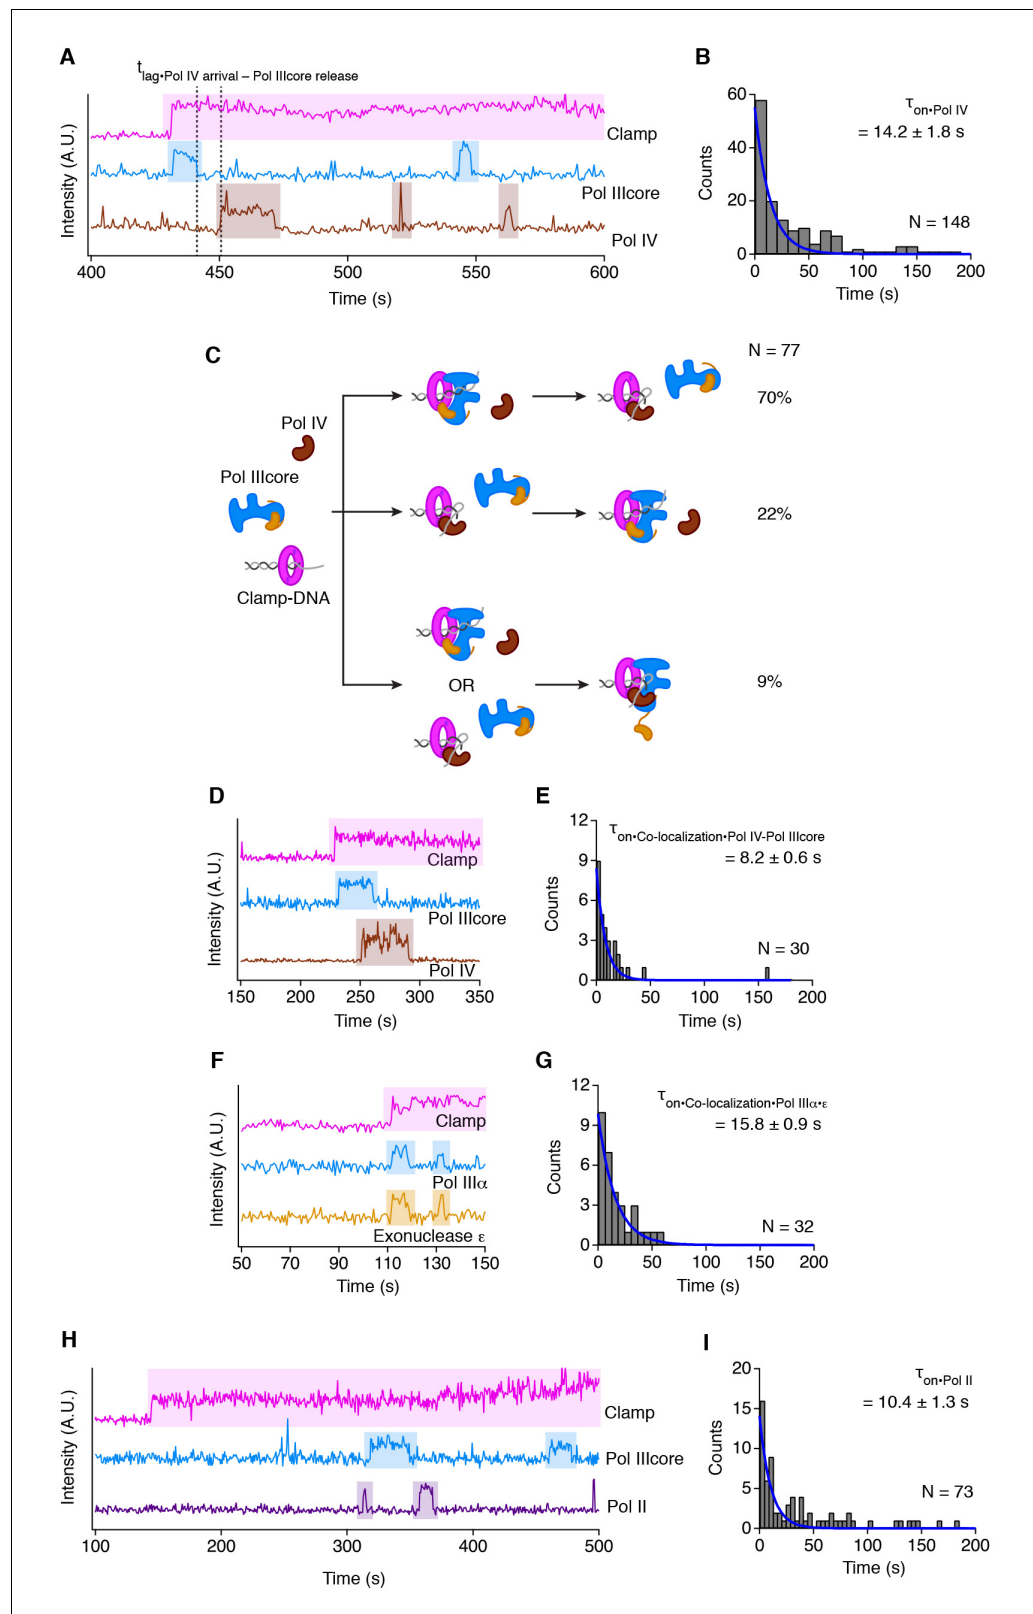 A
t lag•Pol IV arrival – Pol IIIcore release
Intensity (A.U.)
Clamp
Pol IIIcore
Pol IV
400 450 500 550 600
Time (s)
B
60
40
20
0
Counts
τ on•Pol IV
= 14.2 ± 1.8 s
N = 148
0 50 100 150 200
Time (s)
C
N = 77
Pol IV
Pol IIIcore
Clamp-DNA
70%
22%
OR
9%
D
Intensity (A.U.)
Clamp
Pol IIIcore
Pol IV
150 200 250 300 350
Time (s)
E
12
9
6
3
0
Counts
τ on•Co-localization•Pol IV-Pol IIIcore
= 8.2 ± 0.6 s
N = 30
0 50 100 150 200
Time (s)
F
Intensity (A.U.)
Clamp
Pol IIIα
Exonuclease ε
50 70 90 110 130 150
Time (s)
G
12
9
6
3
0
Counts
τ on•Co-localization•Pol IIIα•ε
= 15.8 ± 0.9 s
N = 32
0 50 100 150 200
Time (s)
H
Intensity (A.U.)
Clamp
Pol IIIcore
Pol II
100 200 300 400 500
Time (s)
I
20
15
10
5
0
Counts
τ on•Pol II
= 10.4 ± 1.3 s
N = 73
0 50 100 150 200
Time (s)